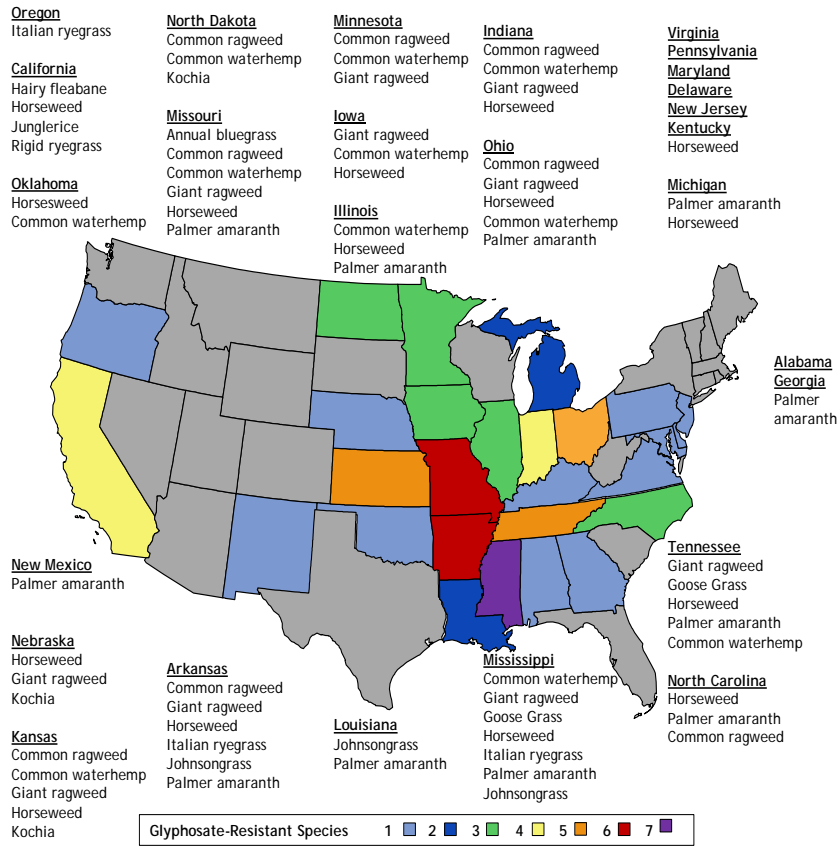 Oregon
Italian ryegrass
California
Hairy fleabane
Horseweed
Junglerice
Rigid ryegrass
Oklahoma
Horsesweed
Common waterhemp
North Dakota
Common ragweed
Common waterhemp
Kochia
Missouri
Annual bluegrass
Common ragweed
Common waterhemp
Giant ragweed
Horseweed
Palmer amaranth
Minnesota
Common ragweed
Common waterhemp
Giant ragweed
Iowa
Giant ragweed
Common waterhemp
Horseweed
Illinois
Common waterhemp
Horseweed
Palmer amaranth
Indiana
Common ragweed
Common waterhemp
Giant ragweed
Horseweed
Ohio
Common ragweed
Giant ragweed
Horseweed
Common waterhemp
Palmer amaranth
Virginia
Pennsylvania
Maryland
Delaware
New Jersey
Kentucky
Horseweed
Michigan
Palmer amaranth
Horseweed
Alabama
Georgia
Palmer
amaranth
New Mexico
Palmer amaranth
Nebraska
Horseweed
Giant ragweed
Kochia
Kansas
Common ragweed
Common waterhemp
Giant ragweed
Horseweed
Kochia
Arkansas
Common ragweed
Giant ragweed
Horseweed
Italian ryegrass
Johnsongrass
Palmer amaranth
Louisiana
Johnsongrass
Palmer amaranth
Mississippi
Common waterhemp
Giant ragweed
Goose Grass
Horseweed
Italian ryegrass
Palmer amaranth
Johnsongrass
Tennessee
Giant ragweed
Goose Grass
Horseweed
Palmer amaranth
Common waterhemp
North Carolina
Horseweed
Palmer amaranth
Common ragweed
Glyphosate-Resistant Species 1 2 3 4 5 6 7